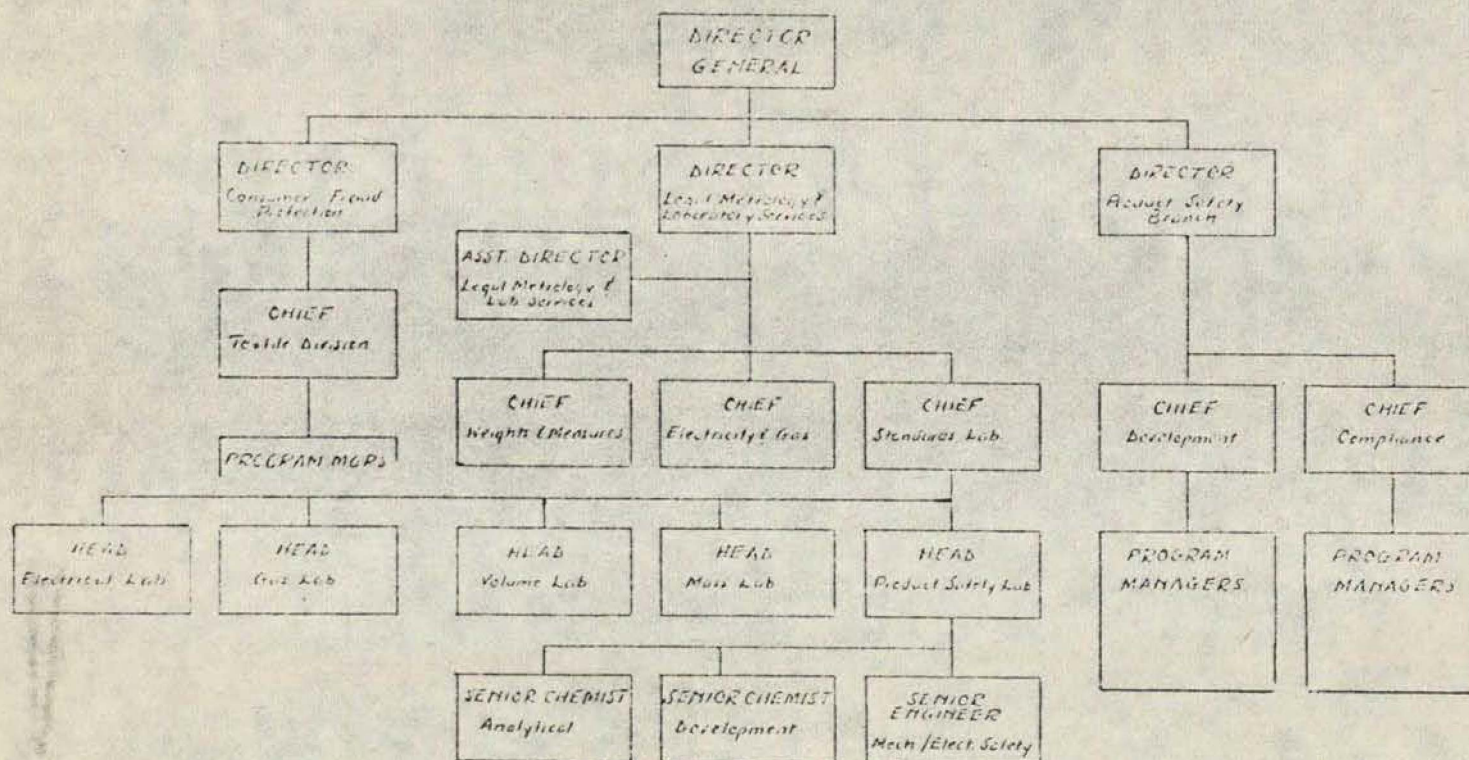 DIRECTOR
GENERAL
DIRECTOR
Consumer Fraud
Protection
DIRECTOR
Legal Metrology &
Laboratory Services
DIRECTOR
Product Safety
Branch
ASST. DIRECTOR
Legal Metrology &
Lab Services
CHIEF
Textile Division
CHIEF
Weights & Measures
CHIEF
Electricity & Gas
CHIEF
Standards Lab.
CHIEF
Development
CHIEF
Compliance
PROGRAM MGRS
HEAD
Electrical Lab
HEAD
Gas Lab
HEAD
Volume Lab
HEAD
Mass Lab
HEAD
Product Safety Lab
PROGRAM
MANAGERS
PROGRAM
MANAGERS
SENIOR CHEMIST
Analytical
SENIOR CHEMIST
Development
SENIOR
ENGINEER
Mech/Elect. Safety